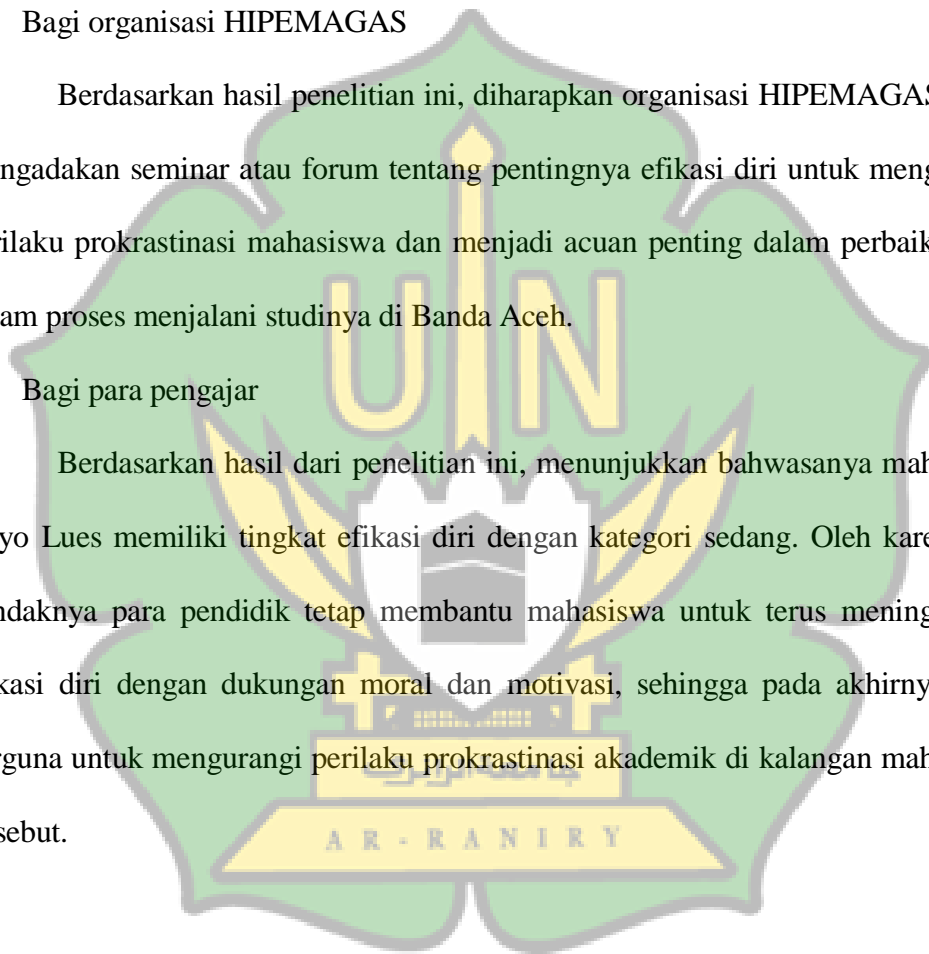 Bagi organisasi HIPEMAGAS
Berdasarkan hasil penelitian ini, diharapkan organisasi HIPEMAGAS
ngadakan seminar atau forum tentang pentingnya efikasi diri untuk meng
rilaku prokrastinasi mahasiswa dan menjadi acuan penting dalam perbaik
am proses menjalani studinya di Banda Aceh.
UIN
Bagi para pengajar
Berdasarkan hasil dari penelitian ini, menunjukkan bahwasanya mah
yo Lues memiliki tingkat efikasi diri dengan kategori sedang. Oleh kare
ndaknya para pendidik tetap membantu mahasiswa untuk terus mening
kasi diri dengan dukungan moral dan motivasi, sehingga pada akhirny
rguna untuk mengurangi perilaku prokrastinasi akademik di kalangan mah
جامعة الرانري
sebut.
AR-RANIRY